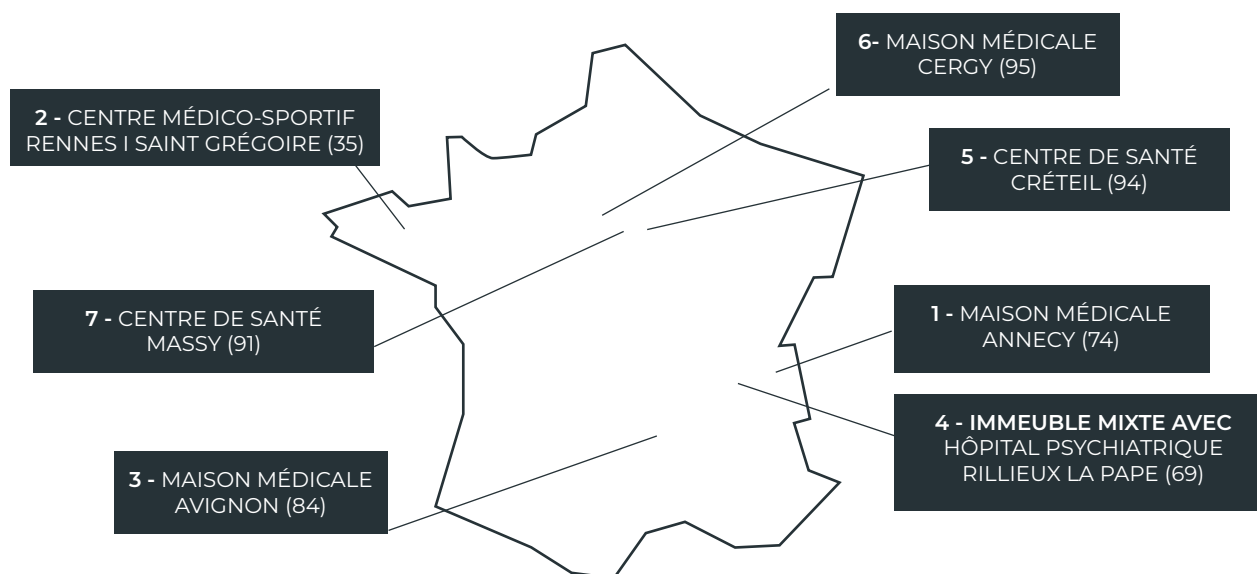 6- MAISON MÉDICALE
CERGY (95)
2 - CENTRE MÉDICO-SPORTIF
RENNES I SAINT GRÉGOIRE (35)
5 - CENTRE DE SANTÉ
CRÉTEIL (94)
7 - CENTRE DE SANTÉ
MASSY (91)
1 - MAISON MÉDICALE
ANNECY (74)
4 - IMMEUBLE MIXTE AVEC
HÔPITAL PSYCHIATRIQUE
RILLIEUX LA PAPE (69)
3 - MAISON MÉDICALE
AVIGNON (84)